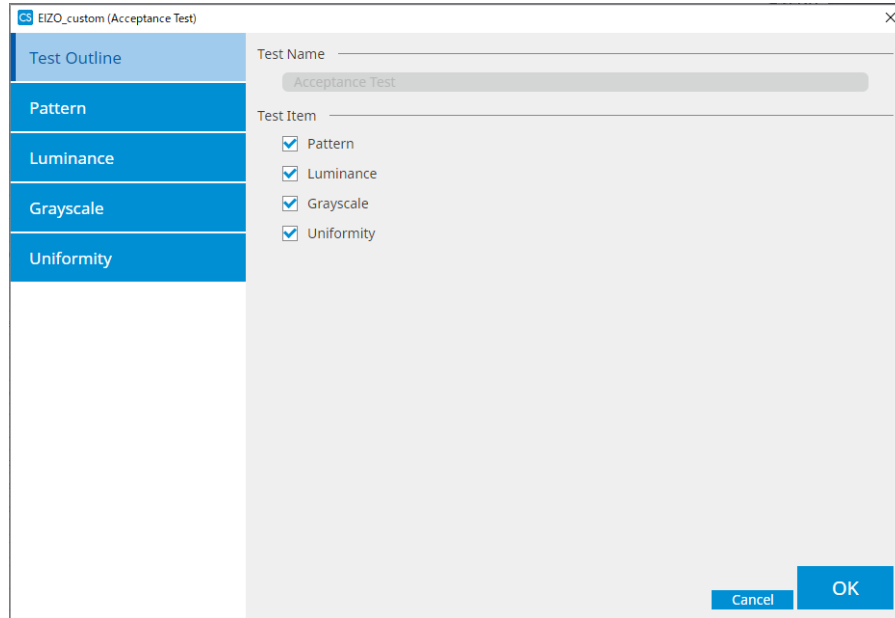 CS EIZO_custom (Acceptance Test)
Test Outline
Pattern
Luminance
Grayscale
Uniformity
Test Name
Acceptance Test
Test Item
Pattern
Luminance
Grayscale
Uniformity
Cancel
OK